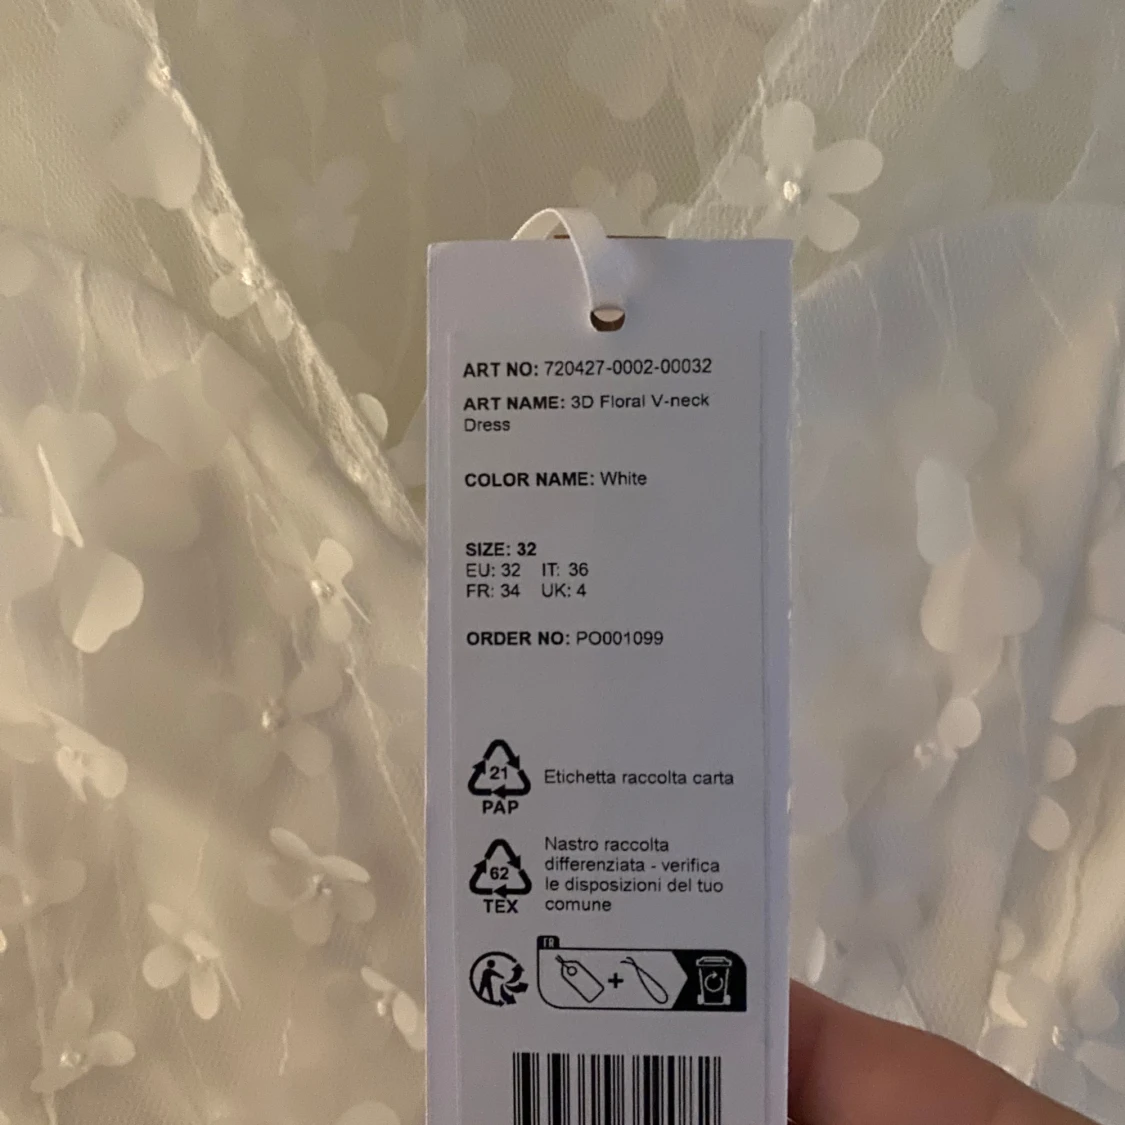 ART NO: 720427-0002-00032
ART NAME: 3D Floral V-neck
Dress
COLOR NAME: White
SIZE: 32
EU: 32 IT: 36
FR: 34 UK: 4
ORDER NO: PO001099
21
PAP
Etichetta raccolta carta
62
TEX
Nastro raccolta
differenziata - verifica
le disposizioni del tuo
comune
FR
+